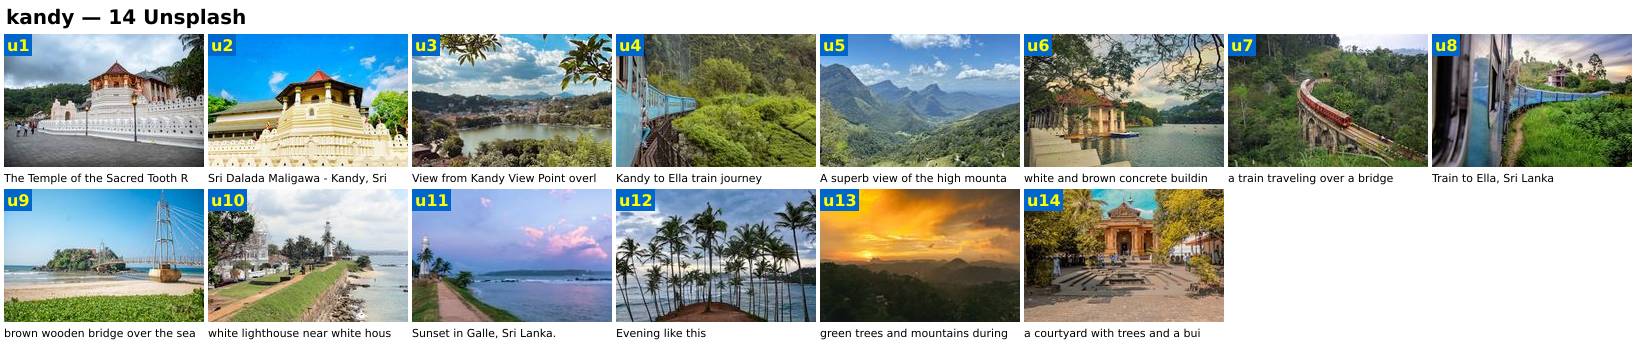 kandy — 14 Unsplash
u1 u2 u3 u4 u5 u6 u7 u8
The Temple of the Sacred Tooth R
Sri Dalada Maligawa - Kandy, Sri
View from Kandy View Point overl
Kandy to Ella train journey
A superb view of the high mounta
white and brown concrete buildin
a train traveling over a bridge
Train to Ella, Sri Lanka
u9 u10 u11 u12 u13 u14
brown wooden bridge over the sea
white lighthouse near white hous
Sunset in Galle, Sri Lanka.
Evening like this
green trees and mountains during
a courtyard with trees and a bui